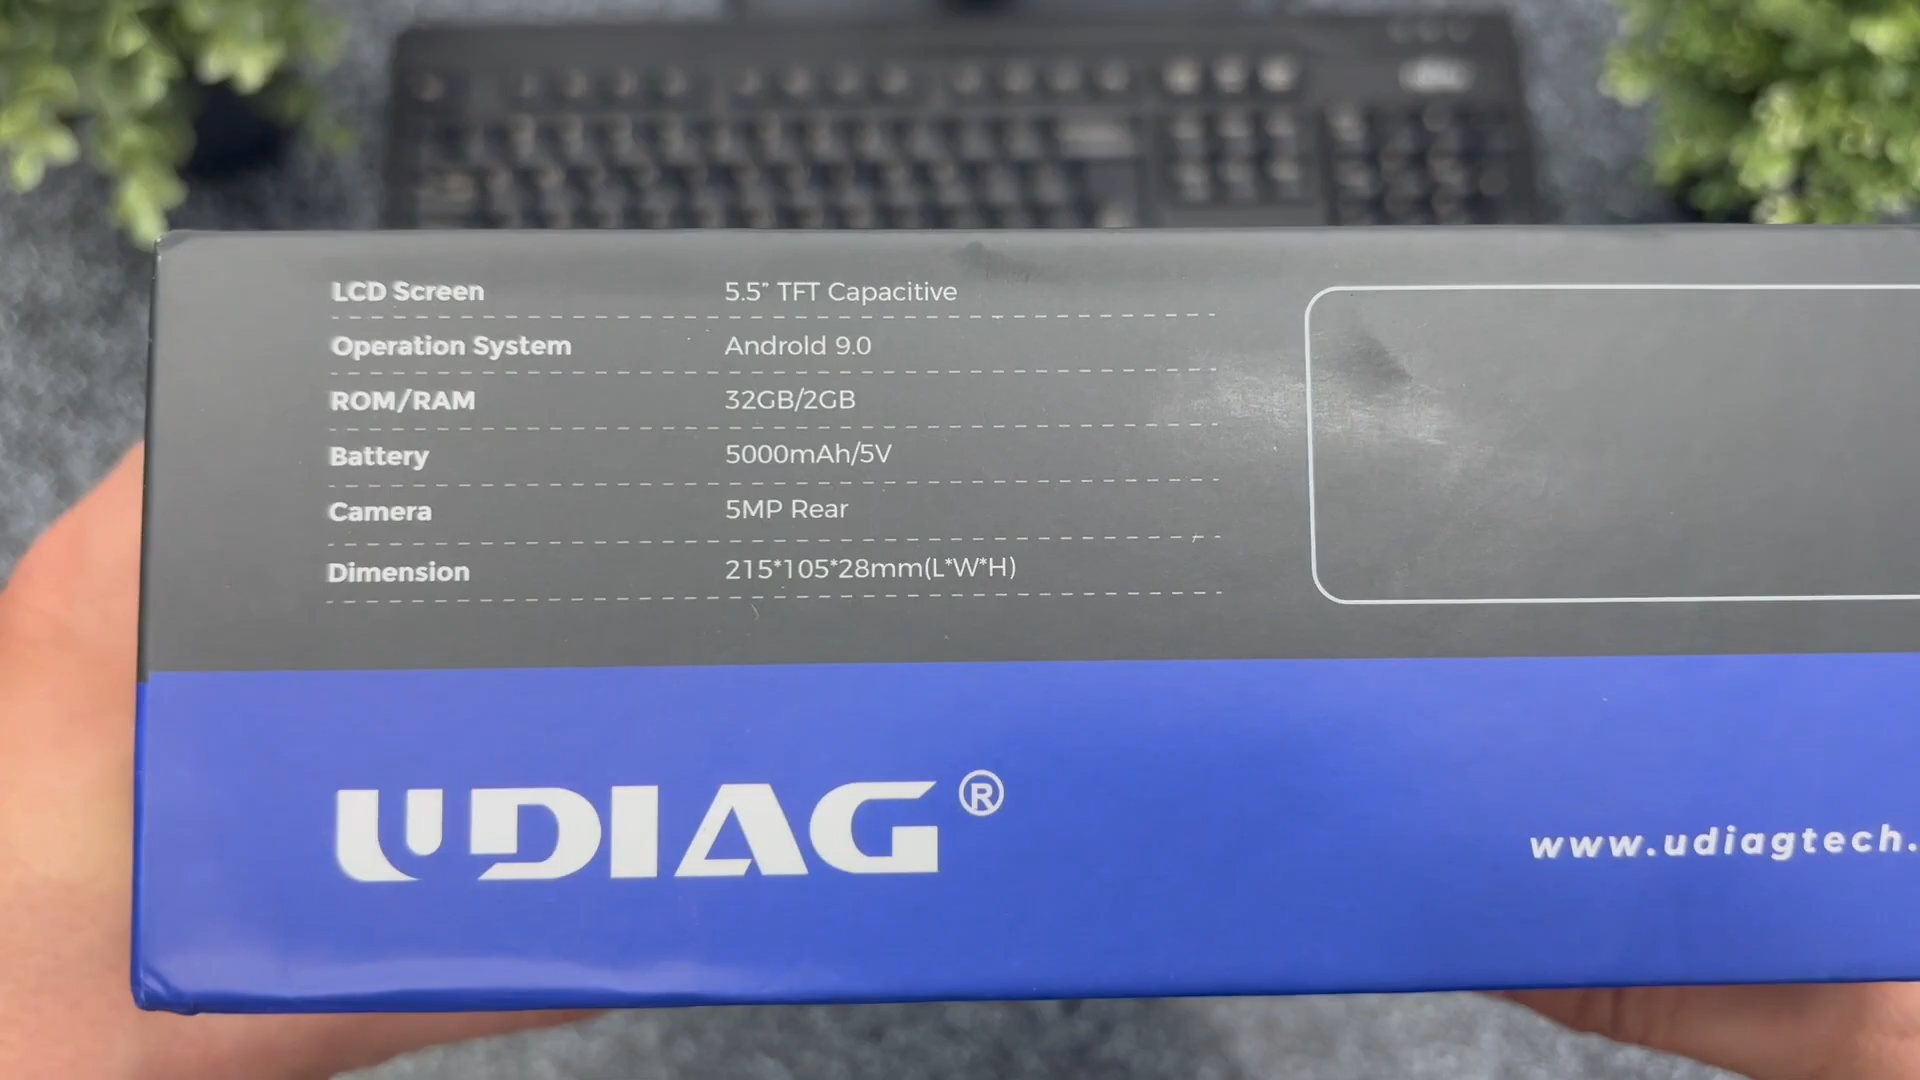 LCD Screen 5.5” TFT Capacitive
Operation System Androld 9.0
ROM/RAM 32GB/2GB
Battery 5000mAh/5V
Camera 5MP Rear
Dimension 215*105*28mm(L*W*H)
UDIAG®
www.udiagtech.